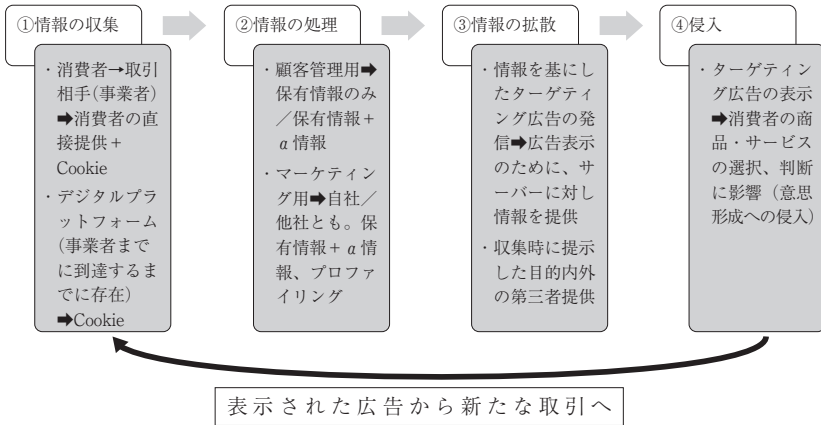 ①情報の収集
・消費者→取引
相手(事業者)
➡消費者の直
接提供+
Cookie
・デジタルプラ
ットフォーム
(事業者まで
に到達するま
でに存在)
➡Cookie
②情報の処理
・顧客管理用➡
保有情報のみ
/保有情報+
α情報
・マーケティン
グ用➡自社/
他社とも。保
有情報+α情
報、プロファ
イリング
③情報の拡散
・情報を基にし
たターゲティ
ング広告の発
信➡広告表示
のために、サ
ーバーに対し
情報を提供
・収集時に提示
した目的内外
の第三者提供
④侵入
・ターゲティン
グ広告の表示
➡消費者の商
品・サービス
の選択、判断
に影響(意思
形成への侵入)
表示された広告から新たな取引へ